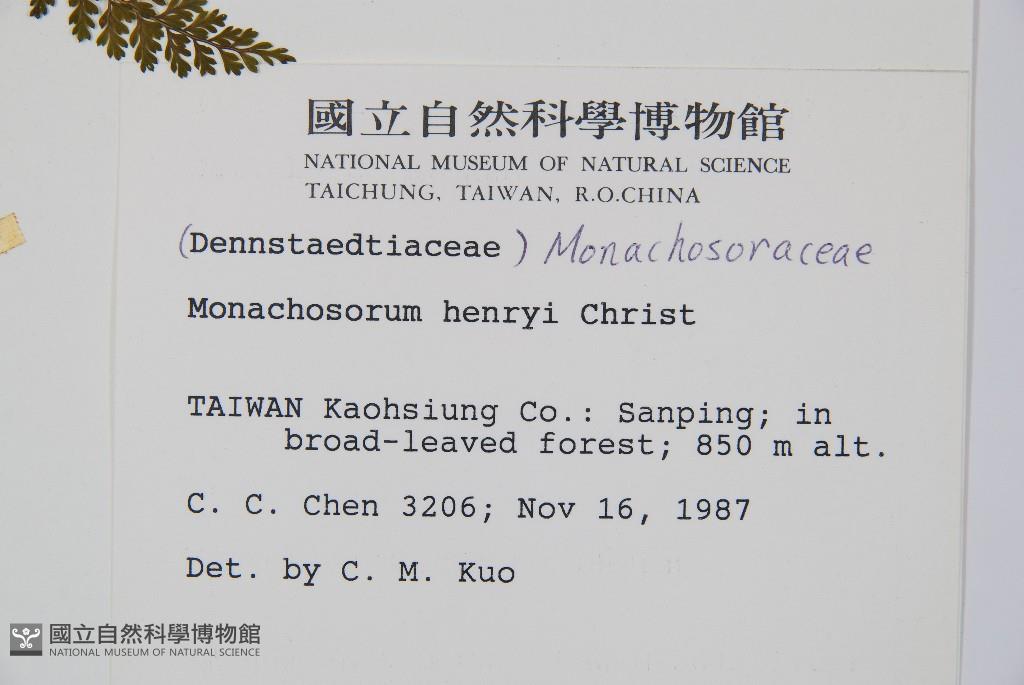 國立自然科學博物館
NATIONAL MUSEUM OF NATURAL SCIENCE
TAICHUNG, TAIWAN, R.O.CHINA
(Dennstaedtiaceae) Monachosoraceae
Monachosorum henryi Christ
TAIWAN Kaohsiung Co.: Sanping; in
broad-leaved forest; 850 m alt.
C. C. Chen 3206; Nov 16, 1987
Det. by C. M. Kuo
國立自然科學博物館
NATIONAL MUSEUM OF NATURAL SCIENCE